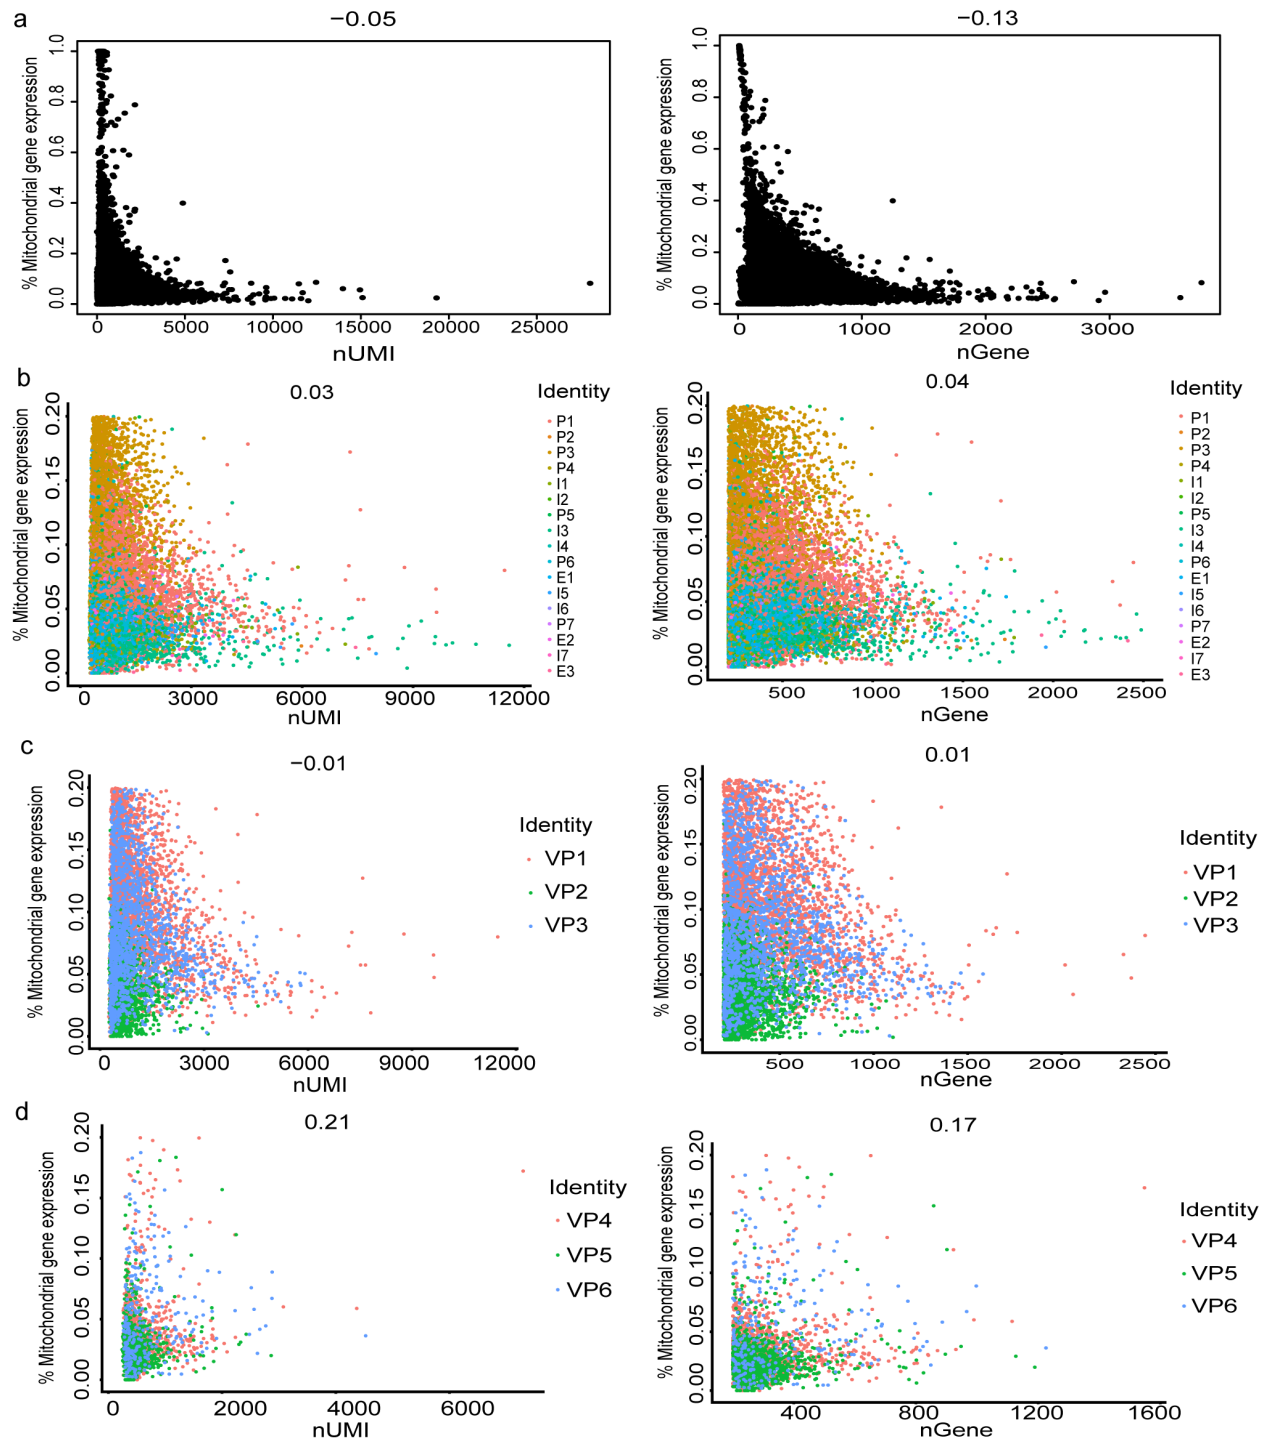 a
−0.05
% Mitochondrial gene expression
1.0
0.8
0.6
0.4
0.2
0.0
0 5000 10000 15000 20000 25000
nUMI
−0.13
% Mitochondrial gene expression
1.0
0.8
0.6
0.4
0.2
0.0
0 1000 2000 3000
nGene
b
0.03
% Mitochondrial gene expression
0.20
0.15
0.10
0.05
0.00
0 3000 6000 9000 12000
nUMI
Identity
P1
P2
P3
P4
I1
I2
P5
I3
I4
P6
E1
I5
I6
P7
E2
I7
E3
0.04
% Mitochondrial gene expression
0.20
0.15
0.10
0.05
0.00
500 1000 1500 2000 2500
nGene
Identity
P1
P2
P3
P4
I1
I2
P5
I3
I4
P6
E1
I5
I6
P7
E2
I7
E3
c
−0.01
% Mitochondrial gene expression
0.20
0.15
0.10
0.05
0.00
0 3000 6000 9000 12000
nUMI
Identity
VP1
VP2
VP3
0.01
% Mitochondrial gene expression
0.20
0.15
0.10
0.05
0.00
500 1000 1500 2000 2500
nGene
Identity
VP1
VP2
VP3
d
0.21
% Mitochondrial gene expression
0.20
0.15
0.10
0.05
0.00
0 2000 4000 6000
nUMI
Identity
VP4
VP5
VP6
0.17
% Mitochondrial gene expression
0.20
0.15
0.10
0.05
0.00
400 800 1200 1600
nGene
Identity
VP4
VP5
VP6